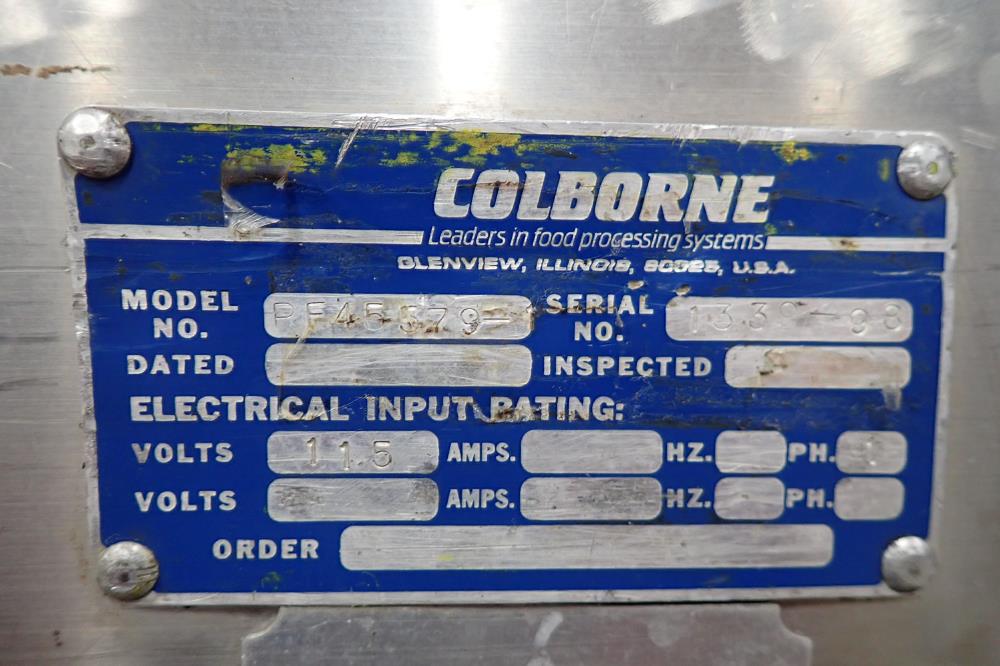 COLBORNE
Leaders in food processing systems
GLENVIEW, ILLINOIS, 60025, U.S.A.
MODEL NO. SERIAL NO.
DATED INSPECTED
ELECTRICAL INPUT RATING:
VOLTS 115 AMPS. HZ. PH.
VOLTS AMPS. HZ. PH.
ORDER